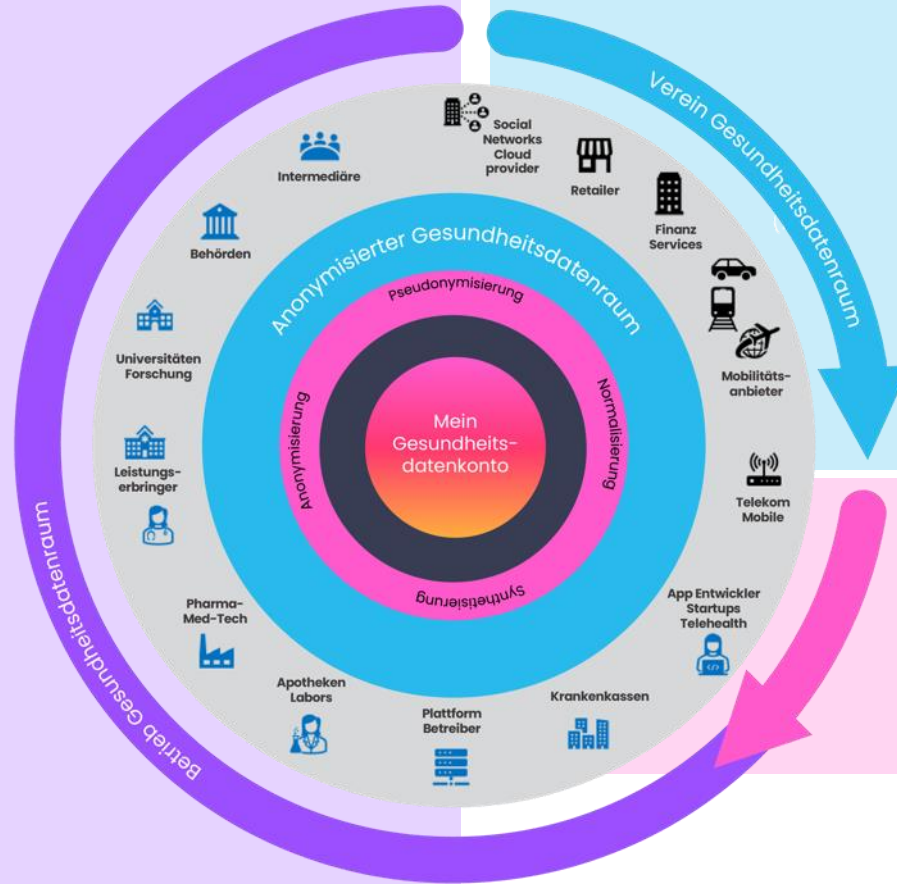 Verein Gesundheitsdatenraum
Social
Networks
Cloud
provider
Intermediäre
Retailer
Finanz
Services
Behörden
Anonymisierter Gesundheitsdatenraum
Pseudonymisierung
Universitäten
Forschung
Mobilitäts-
anbieter
Anonymisierung
Normalisierung
Mein
Gesundheits-
datenkonto
Leistungs-
erbringer
Telekom
Mobile
Synthetisierung
Pharma-
Med-Tech
App Entwickler
Startups
Telehealth
Apotheken
Labors
Plattform
Betreiber
Krankenkassen
Betrieb Gesundheitsdatenraum